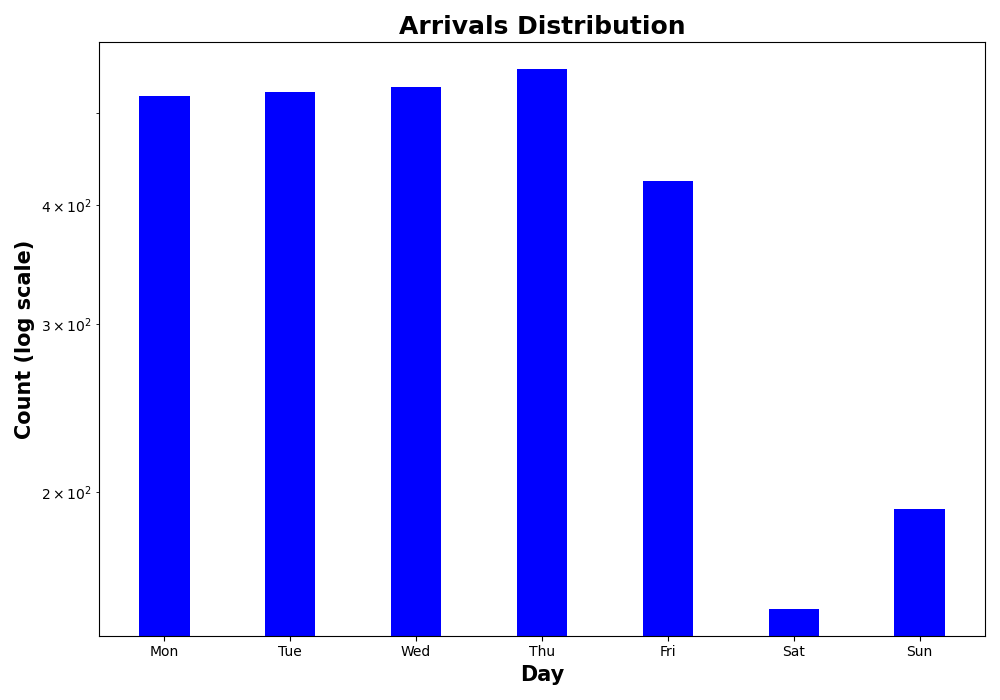 Arrivals Distribution
Count (log scale)
4 × 10²
3 × 10²
2 × 10²
Mon Tue Wed Thu Fri Sat Sun
Day